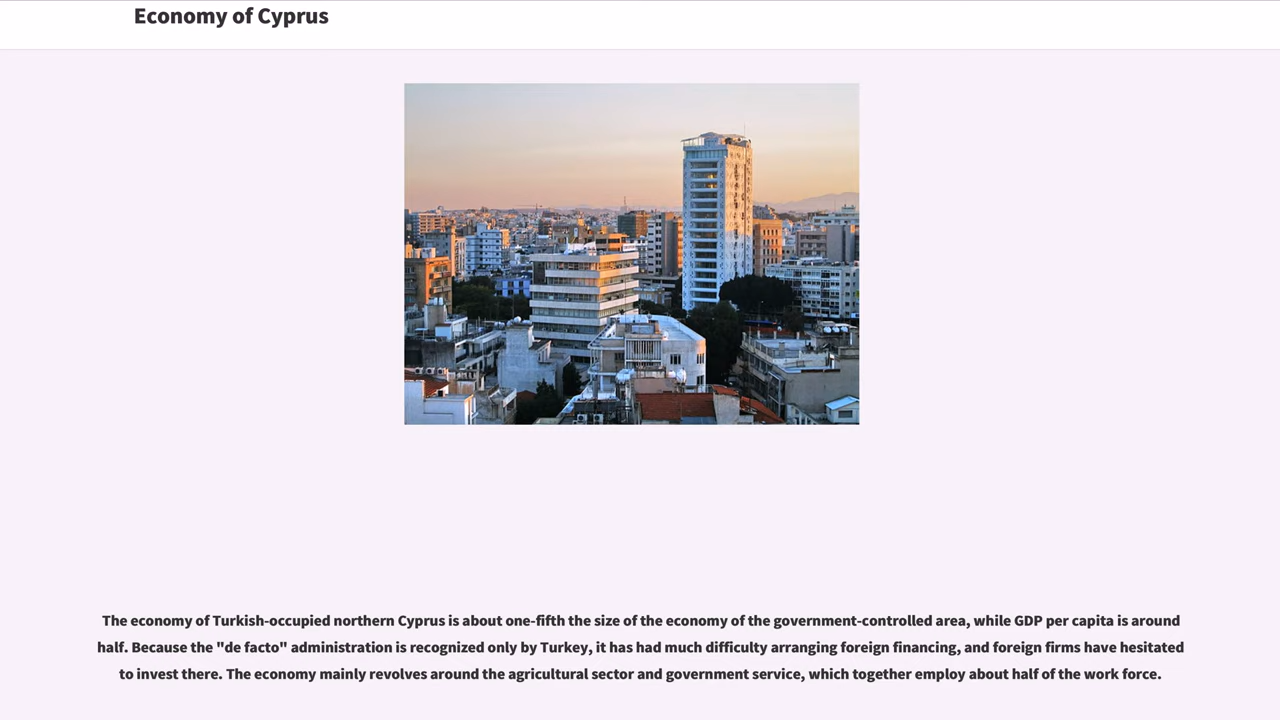 Economy of Cyprus
The economy of Turkish-occupied northern Cyprus is about one-fifth the size of the economy of the government-controlled area, while GDP per capita is around
half. Because the "de facto" administration is recognized only by Turkey, it has had much difficulty arranging foreign financing, and foreign firms have hesitated
to invest there. The economy mainly revolves around the agricultural sector and government service, which together employ about half of the work force.